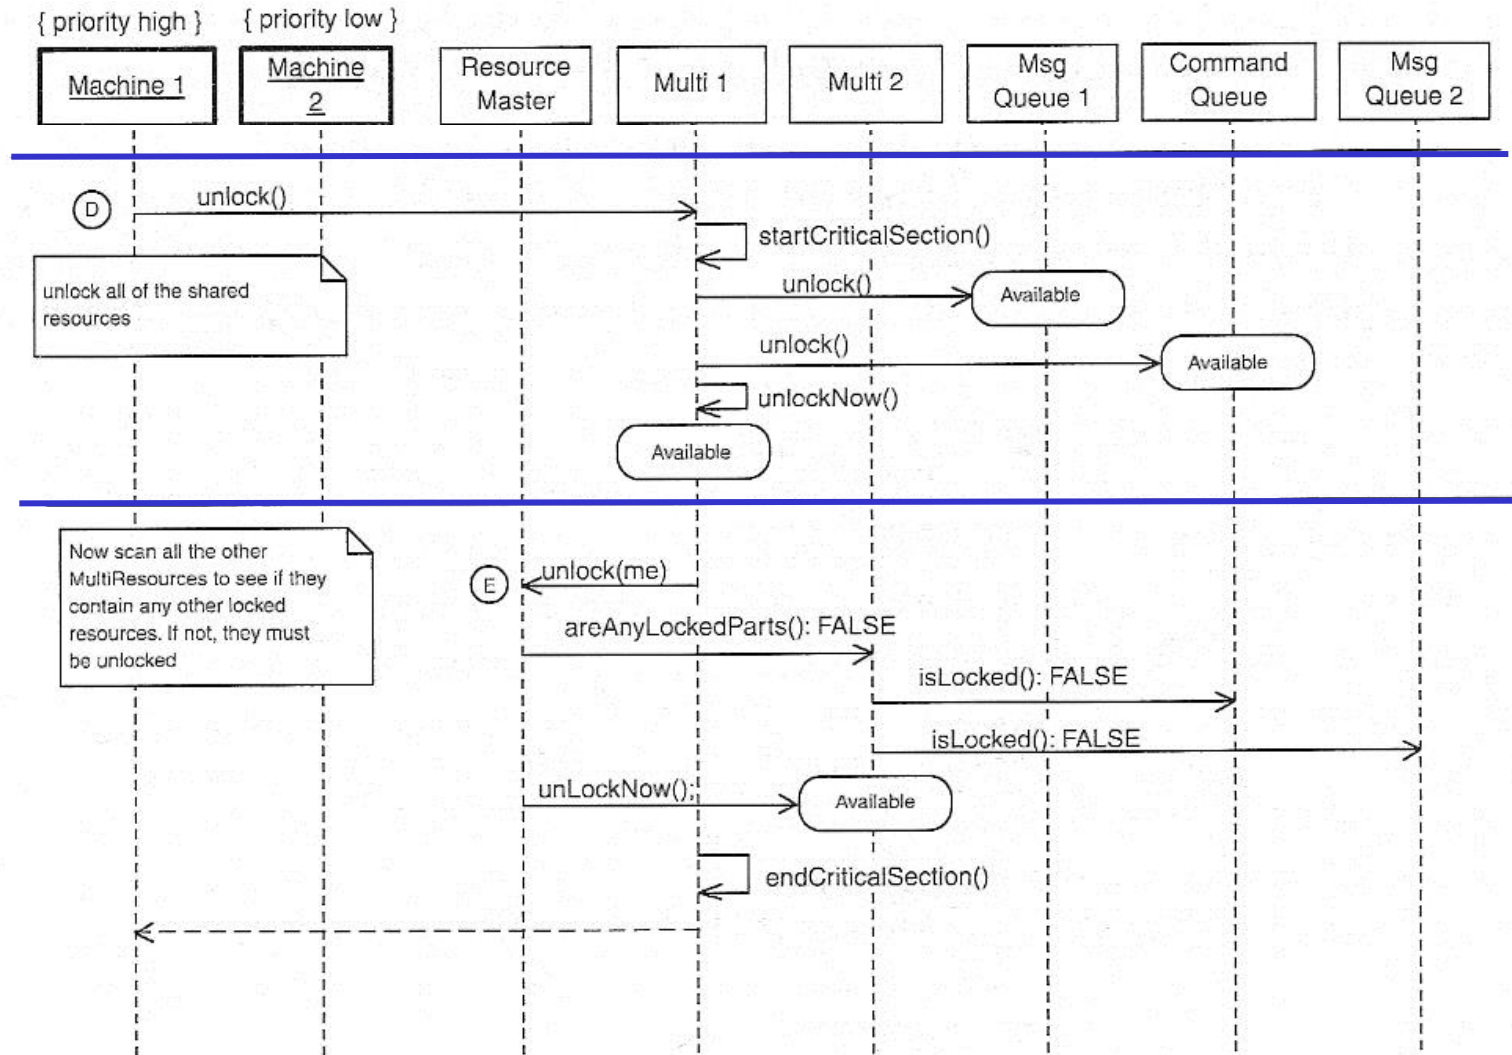 { priority high }
{ priority low }
Machine 1
Machine
2
Resource
Master
Multi 1
Multi 2
Msg
Queue 1
Command
Queue
Msg
Queue 2
D
unlock()
startCriticalSection()
unlock all of the shared
resources
unlock()
Available
unlock()
Available
unlockNow()
Available
Now scan all the other
MultiResources to see if they
contain any other locked
resources. If not, they must
be unlocked
E
unlock(me)
areAnyLockedParts(): FALSE
isLocked(): FALSE
isLocked(): FALSE
unLockNow();
Available
endCriticalSection()